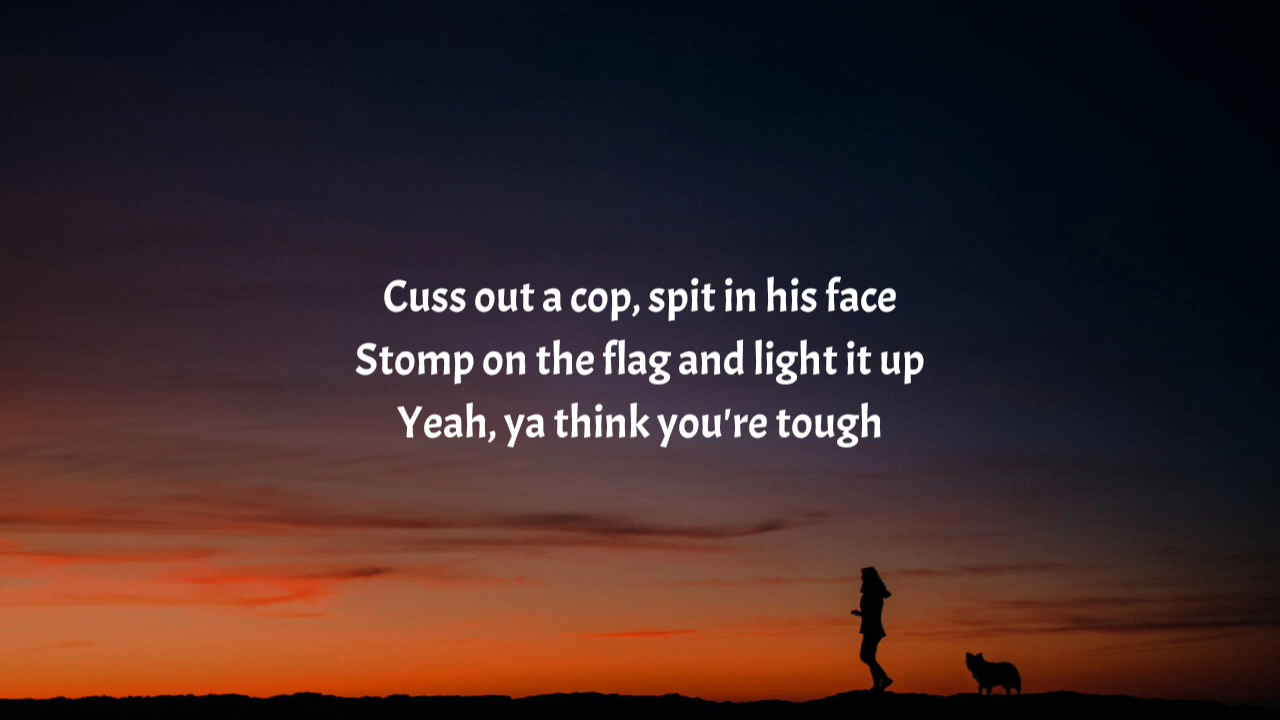 Cuss out a cop, spit in his face
Stomp on the flag and light it up
Yeah, ya think you're tough